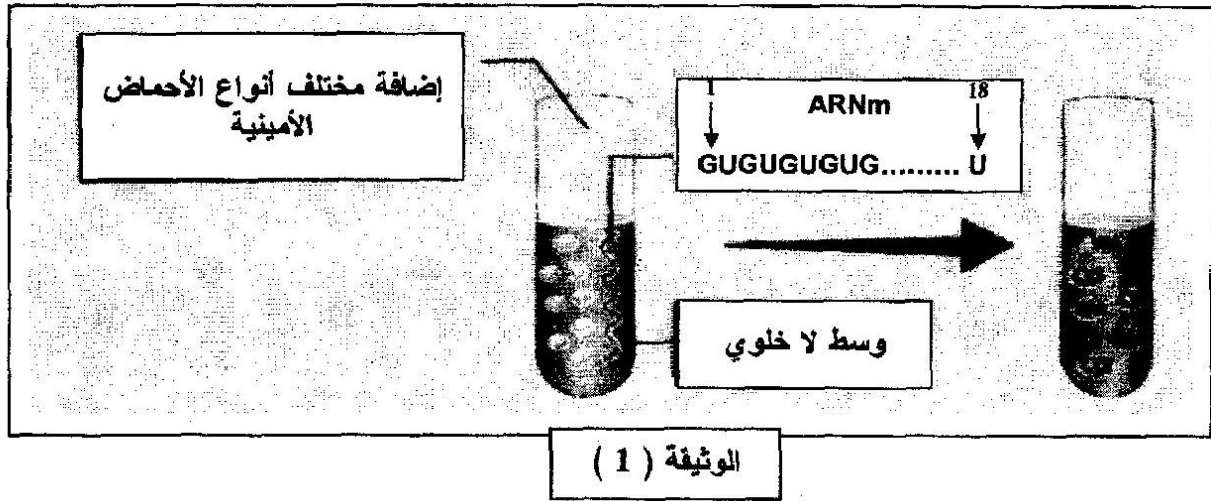 إضافة مختلف أنواع الأحماض
الأمينية
1 18
ARNm
GUGUGUGUG......... U
وسط لا خلوي
الوثيقة ( 1 )